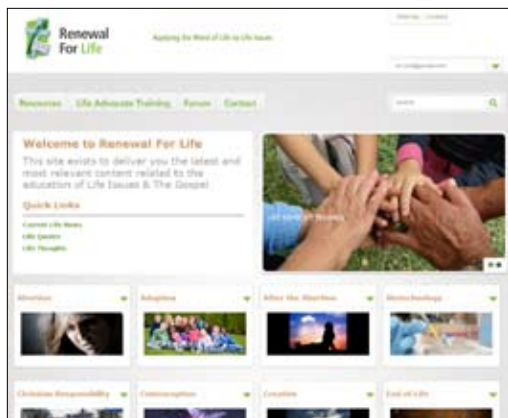 Renewal
For Life
Applying the Word of Life to Life Issues
Contact
Resources Life Advocate Training Forum Contact
Welcome to Renewal For Life
This site exists to deliver you the latest and
most relevant content related to the
education of Life Issues & The Gospel
Quick Links
Current Life News
Life Quotes
Life Thoughts
Abortion Adoption After the Abortion Biotechnology
Christian Responsibility Contraception Creation End of Life